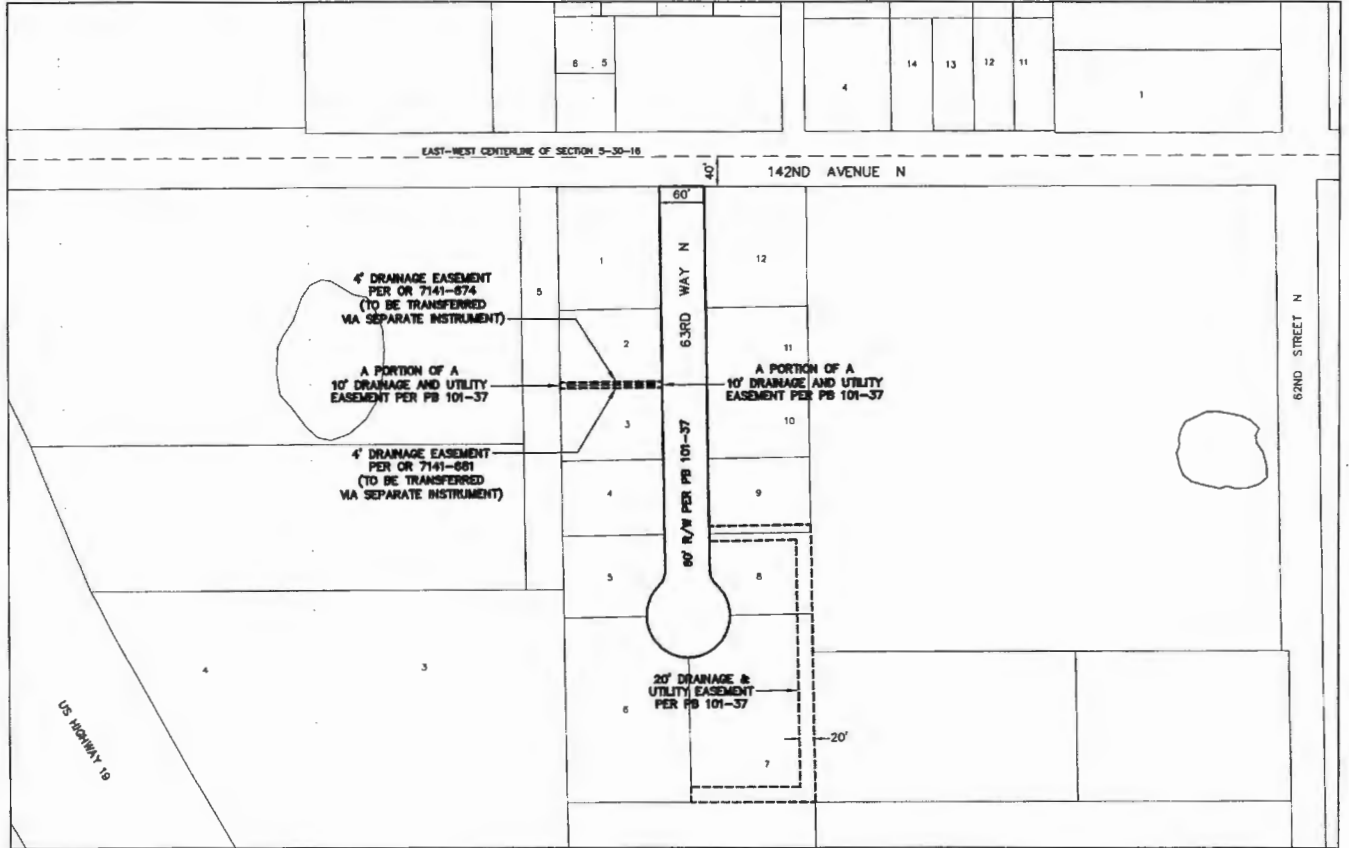 6 5
4
14
13
12
11
1
EAST-WEST CENTERLINE OF SECTION 5-30-16
40'
142ND AVENUE N
60'
63RD WAY N
60' R/W PER PB 101-37
1
12
5
4' DRAINAGE EASEMENT
PER OR 7141-674
(TO BE TRANSFERRED
VIA SEPARATE INSTRUMENT)
2
11
A PORTION OF A
10' DRAINAGE AND UTILITY
EASEMENT PER PB 101-37
A PORTION OF A
10' DRAINAGE AND UTILITY
EASEMENT PER PB 101-37
3
10
4' DRAINAGE EASEMENT
PER OR 7141-681
(TO BE TRANSFERRED
VIA SEPARATE INSTRUMENT)
4
9
5
8
62ND STREET N
4
3
6
20' DRAINAGE &
UTILITY EASEMENT
PER PB 101-37
20'
7
US HIGHWAY 19